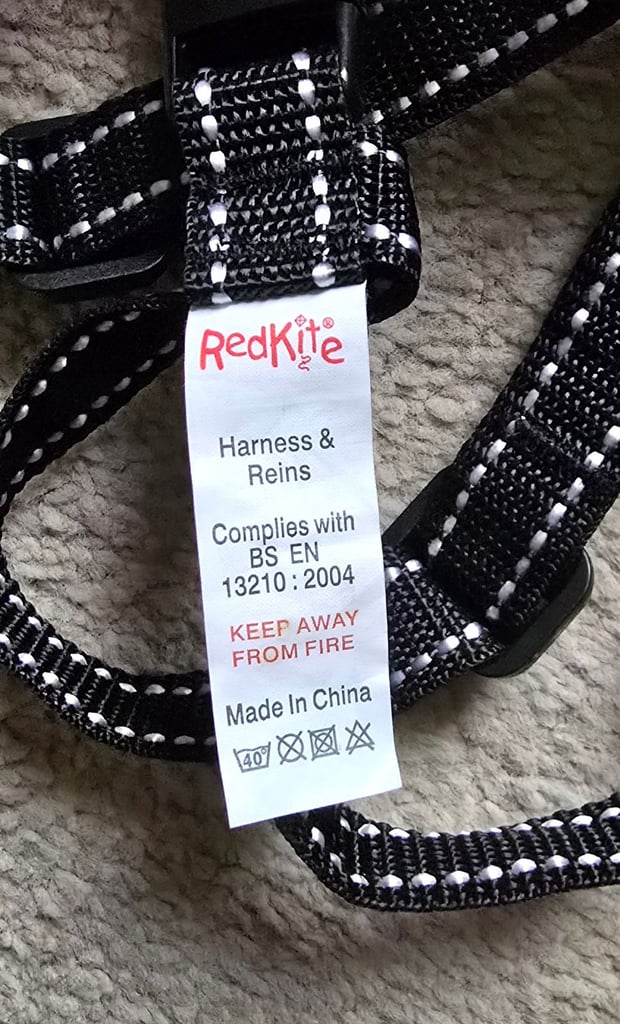 RedKite®
Harness &
Reins
Complies with
BS EN
13210 : 2004
KEEP AWAY
FROM FIRE
Made In China
40°